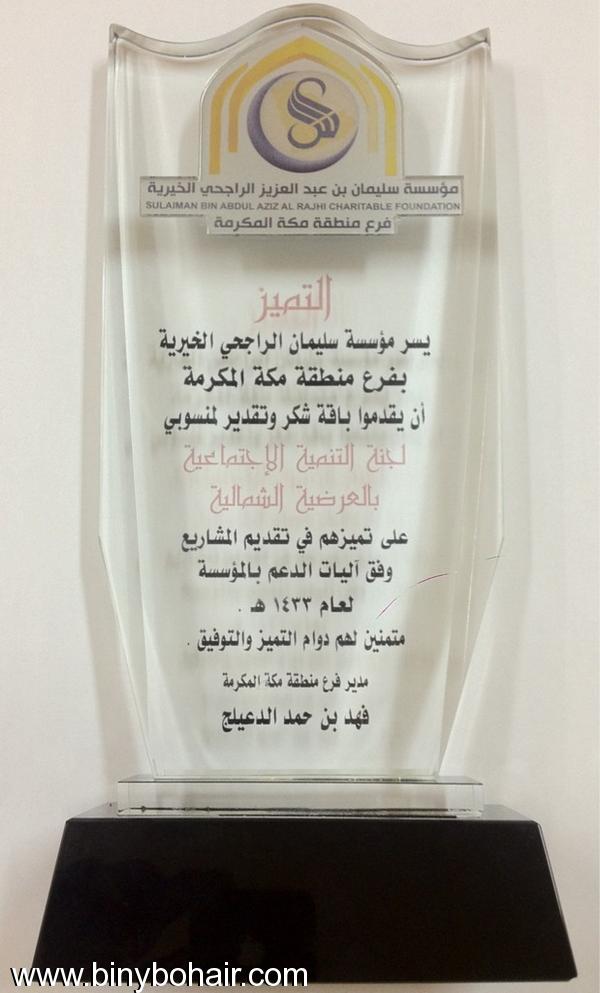 مؤسسة سليمان بن عبد العزيز الراجحي الخيرية
SULAIMAN BIN ABDUL AZIZ AL RAJHI CHARITABLE FOUNDATION
فرع منطقة مكة المكرمة
التميز
يسر مؤسسة سليمان الراجحي الخيرية
بفرع منطقة مكة المكرمة
أن يقدموا باقة شكر وتقدير لمنسوبي
لجنة التنمية الإجتماعية
بالعرضية الشمالية
على تميزهم في تقديم المشاريع
وفق آليات الدعم بالمؤسسة
لعام ١٤٣٣ هـ .
متمنين لهم دوام التميز والتوفيق .
مدير فرع منطقة مكة المكرمة
فهد بن حمد الدعيلج
www.binybohair.com